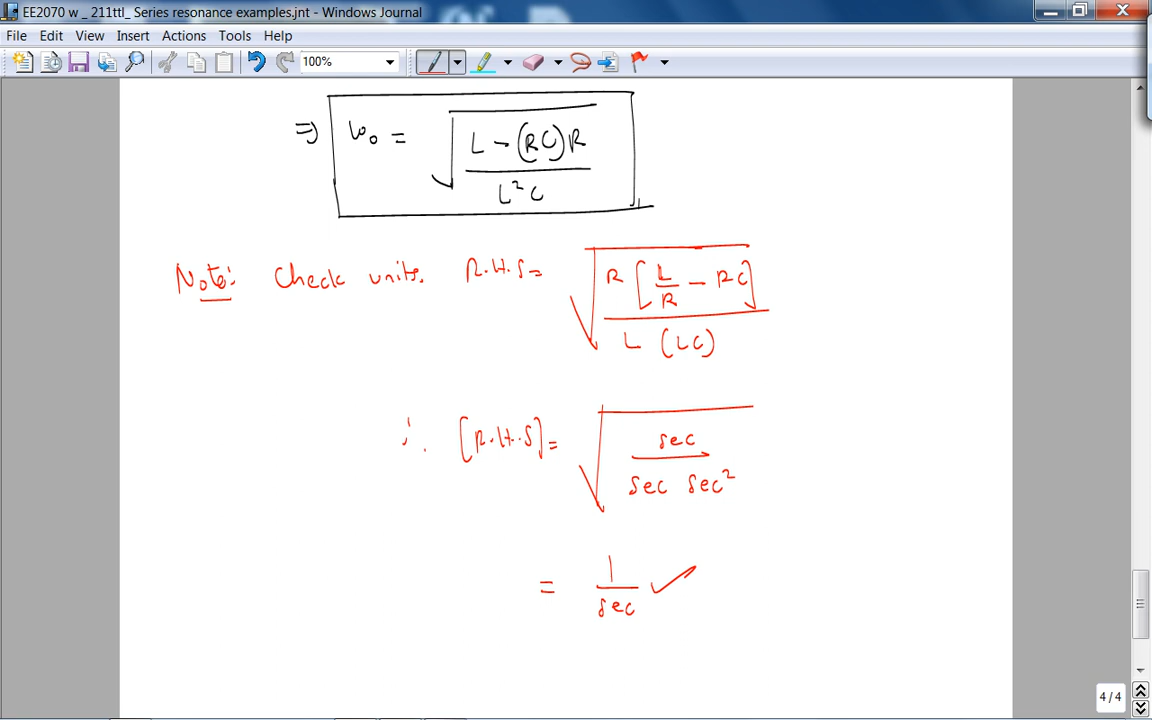 EE2070 w _ 211ttl_ Series resonance examples.jnt - Windows Journal
File Edit View Insert Actions Tools Help
100%
⇒ ω₀ = √((L - (RC)R) / (L²C))
Note: Check units. R.H.S = √((R [L/R - RC]) / (L (LC)))
∴ [R.H.S] = √(sec / (sec sec²))
= 1/sec ✓
4/4